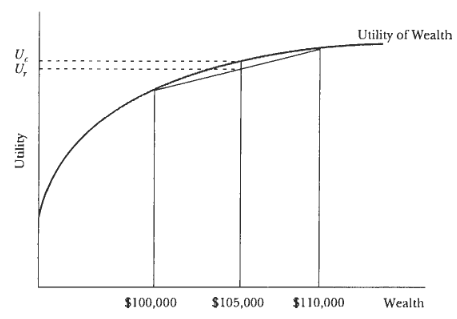 Utility of Wealth
U_c
U_r
Utility
$100,000 $105,000 $110,000 Wealth